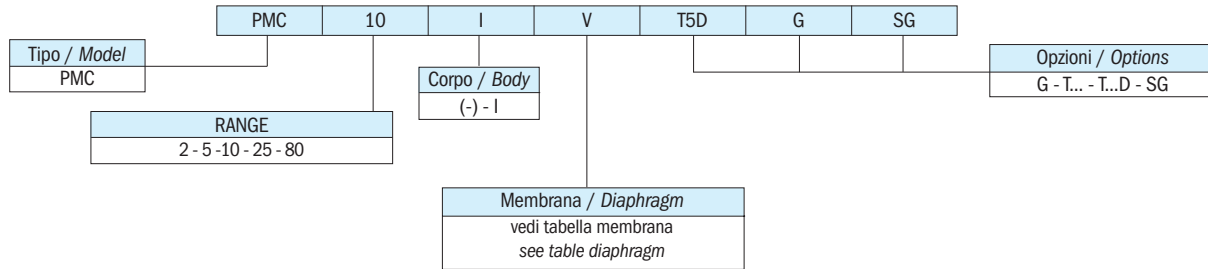 PMC 10 I V T5D G SG
Tipo / Model
PMC
Corpo / Body
(-) - I
Opzioni / Options
G - T... - T...D - SG
RANGE
2 - 5 -10 - 25 - 80
Membrana / Diaphragm
vedi tabella membrana
see table diaphragm